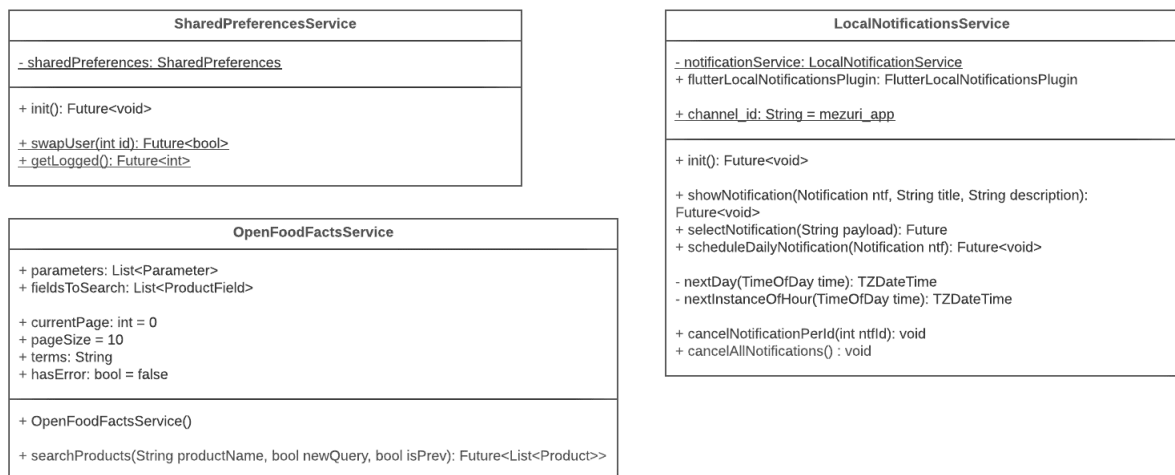 SharedPreferencesService
- sharedPreferences: SharedPreferences
+ init(): Future<void>
+ swapUser(int id): Future<bool>
+ getLogged(): Future<int>
OpenFoodFactsService
+ parameters: List<Parameter>
+ fieldsToSearch: List<ProductField>
+ currentPage: int = 0
+ pageSize = 10
+ terms: String
+ hasError: bool = false
+ OpenFoodFactsService()
+ searchProducts(String productName, bool newQuery, bool isPrev): Future<List<Product>>
LocalNotificationsService
- notificationService: LocalNotificationService
+ flutterLocalNotificationsPlugin: FlutterLocalNotificationsPlugin
+ channel_id: String = mezuri_app
+ init(): Future<void>
+ showNotification(Notification ntf, String title, String description):
Future<void>
+ selectNotification(String payload): Future
+ scheduleDailyNotification(Notification ntf): Future<void>
- nextDay(TimeOfDay time): TZDateTime
- nextInstanceOfHour(TimeOfDay time): TZDateTime
+ cancelNotificationPerId(int ntfId): void
+ cancelAllNotifications() : void